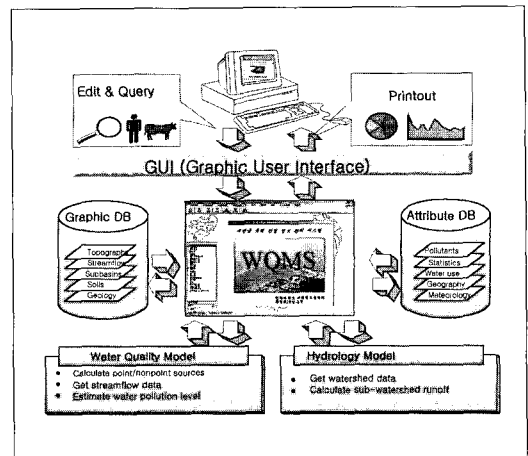 Edit & Query
Printout
GUI (Graphic User Interface)
Graphic DB
Topography
Streamflow
Subbasins
Soils
Geology
WQMS
Attribute DB
Pollutants
Statistics
Water use
Geography
Meteorology
Water Quality Model
• Calculate point/nonpoint sources
• Get streamflow data
• Estimate water pollution level
Hydrology Model
• Get watershed data
• Calculate sub-watershed runoff